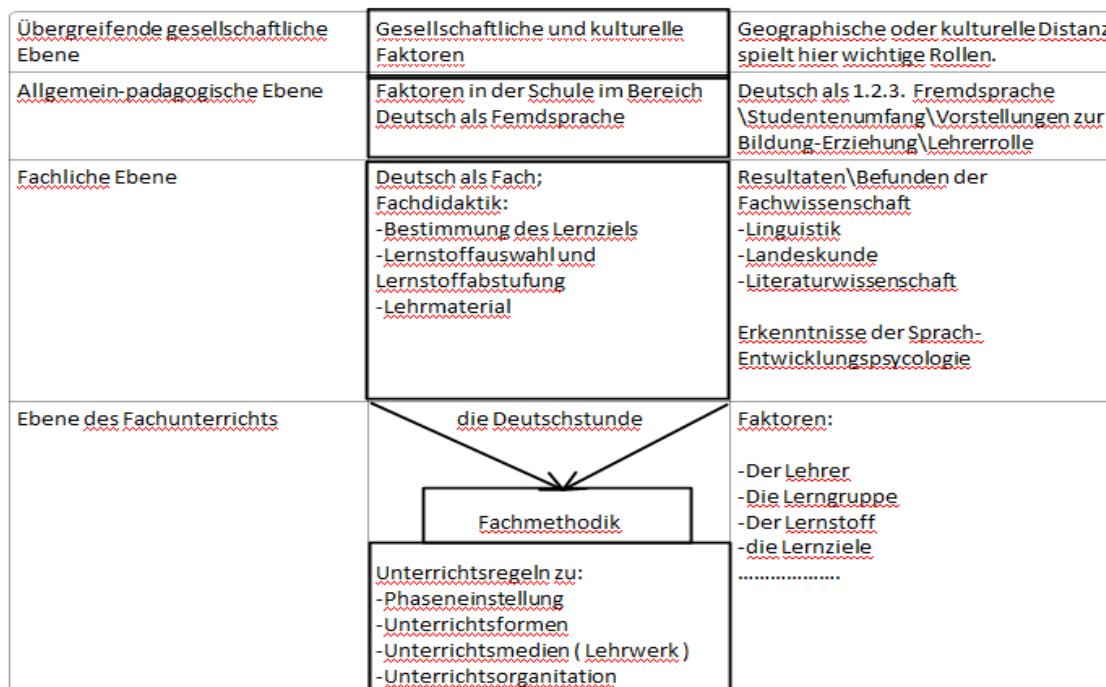 Übergreifende gesellschaftliche
Ebene
Gesellschaftliche und kulturelle
Faktoren
Geographische oder kulturelle Distanz
spielt hier wichtige Rollen.
Allgemein-padagogische Ebene
Faktoren in der Schule im Bereich
Deutsch als Femdsprache
Deutsch als 1.2.3. Fremdsprache
\Studentenumfang\Vorstellungen zur
Bildung-Erziehung\Lehrerrolle
Fachliche Ebene
Deutsch als Fach;
Fachdidaktik:
-Bestimmung des Lernziels
-Lernstoffauswahl und
Lernstoffabstufung
-Lehrmaterial
Resultaten\Befunden der
Fachwissenschaft
-Linguistik
-Landeskunde
-Literaturwissenschaft
Erkenntnisse der Sprach-
Entwicklungspsycologie
Ebene des Fachunterrichts
die Deutschstunde
Fachmethodik
Unterrichtsregeln zu:
-Phaseneinstellung
-Unterrichtsformen
-Unterrichtsmedien ( Lehrwerk )
-Unterrichtsorganitation
Faktoren:
-Der Lehrer
-Die Lerngruppe
-Der Lernstoff
-die Lernziele
...................